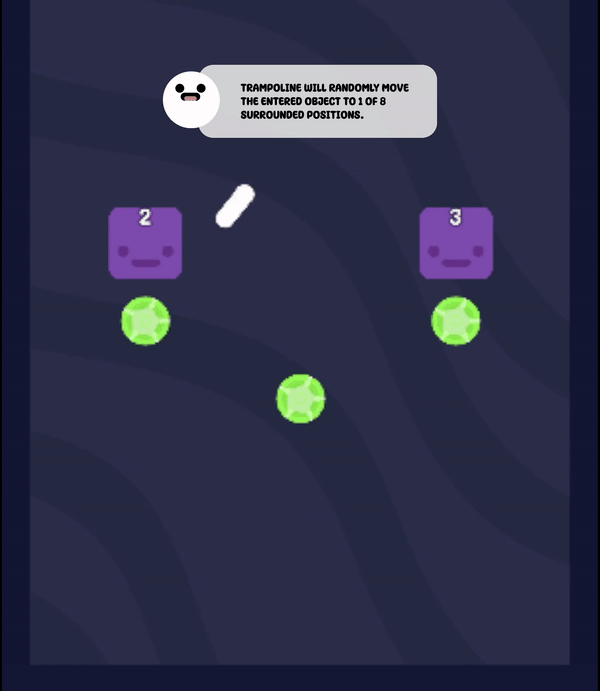 TRAMPOLINE WILL RANDOMLY MOVE
THE ENTERED OBJECT TO 1 OF 8
SURROUNDED POSITIONS.
2
3